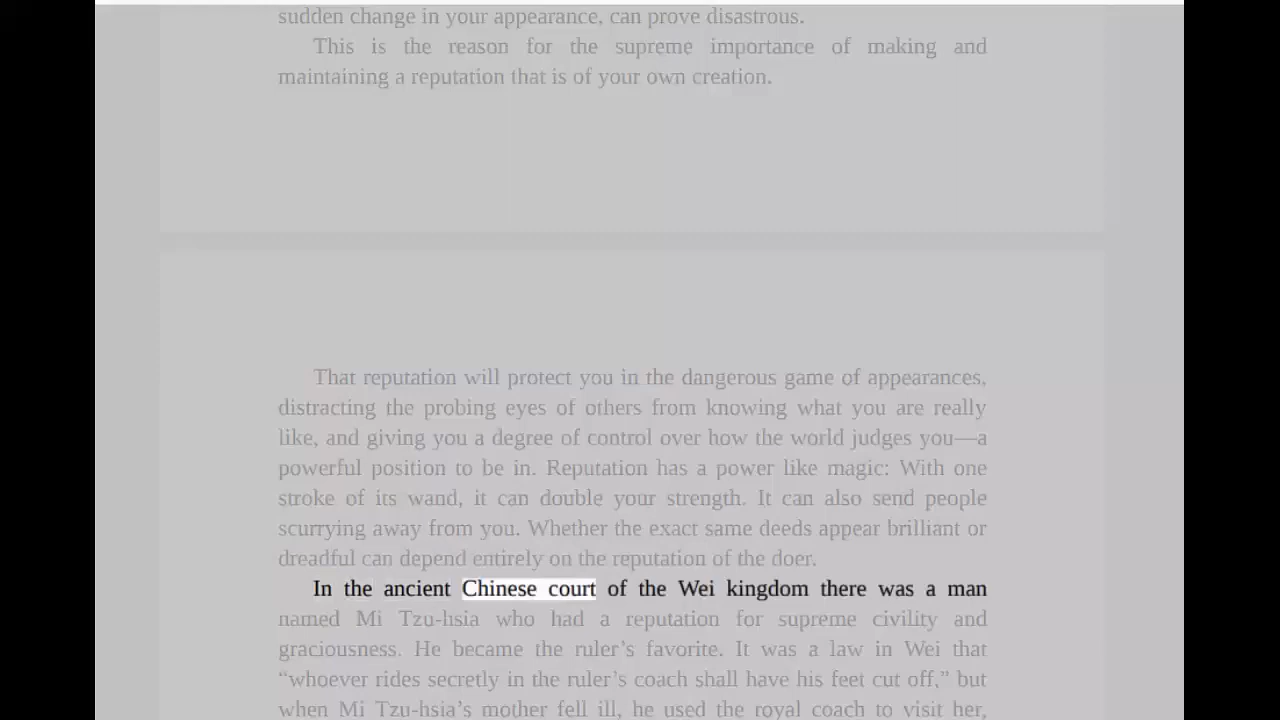 sudden change in your appearance, can prove disastrous.
This is the reason for the supreme importance of making and
maintaining a reputation that is of your own creation.
That reputation will protect you in the dangerous game of appearances,
distracting the probing eyes of others from knowing what you are really
like, and giving you a degree of control over how the world judges you—a
powerful position to be in. Reputation has a power like magic: With one
stroke of its wand, it can double your strength. It can also send people
scurrying away from you. Whether the exact same deeds appear brilliant or
dreadful can depend entirely on the reputation of the doer.
In the ancient Chinese court of the Wei kingdom there was a man
named Mi Tzu-hsia who had a reputation for supreme civility and
graciousness. He became the ruler’s favorite. It was a law in Wei that
“whoever rides secretly in the ruler’s coach shall have his feet cut off,” but
when Mi Tzu-hsia’s mother fell ill, he used the royal coach to visit her,